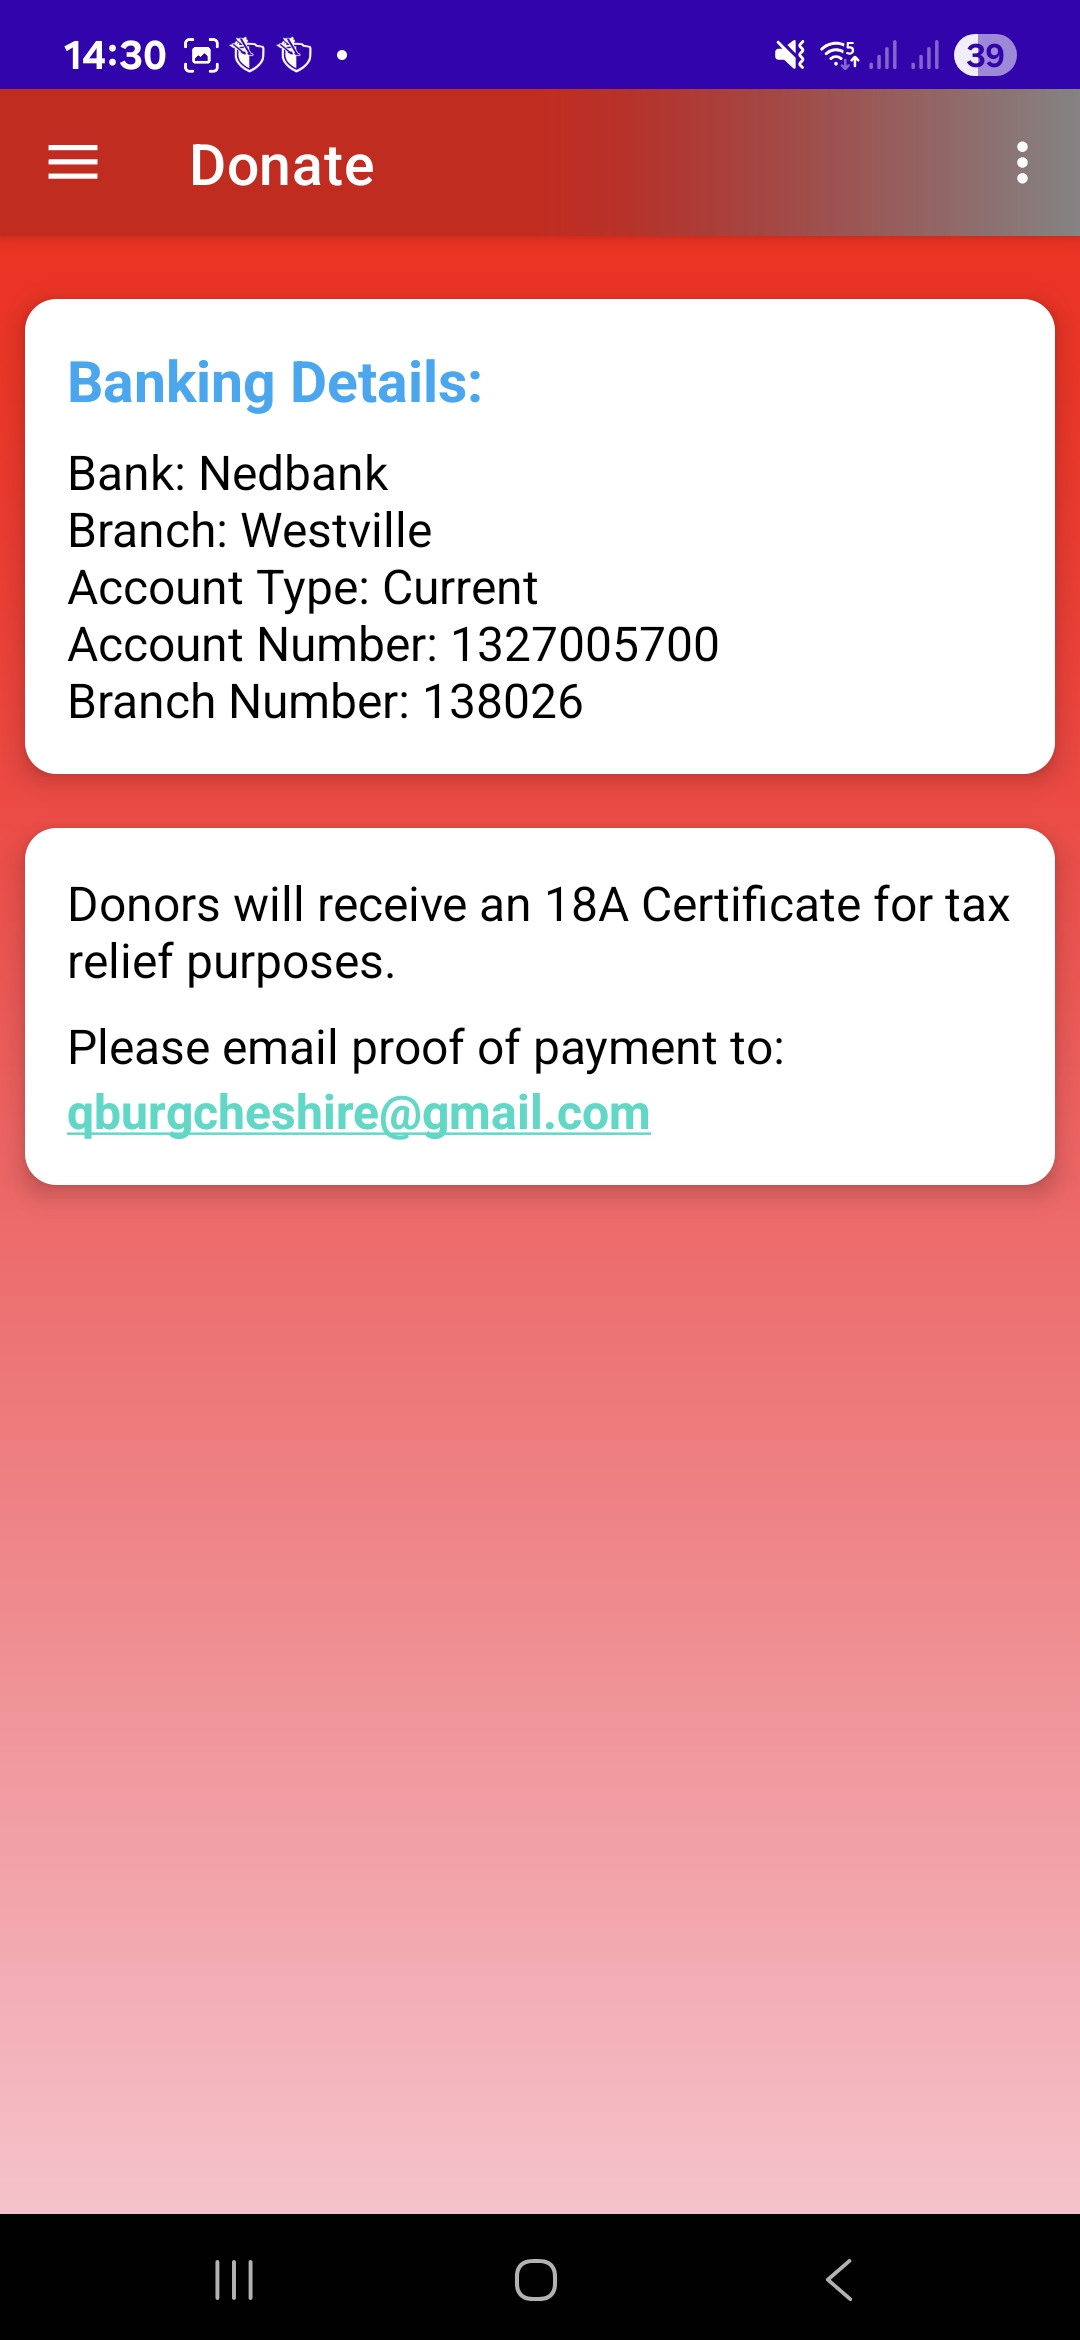 14:30
5
39
Donate
Banking Details:
Bank: Nedbank
Branch: Westville
Account Type: Current
Account Number: 1327005700
Branch Number: 138026
Donors will receive an 18A Certificate for tax
relief purposes.
Please email proof of payment to:
qburgcheshire@gmail.com